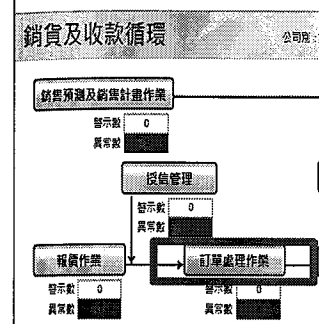 銷貨及收款循環
公司別:
銷售預測及銷售計畫作業
警示數 0
異常數
授信管理
警示數 0
異常數
報價作業
訂單處理作業
警示數 0
異常數
警示數 0
異常數